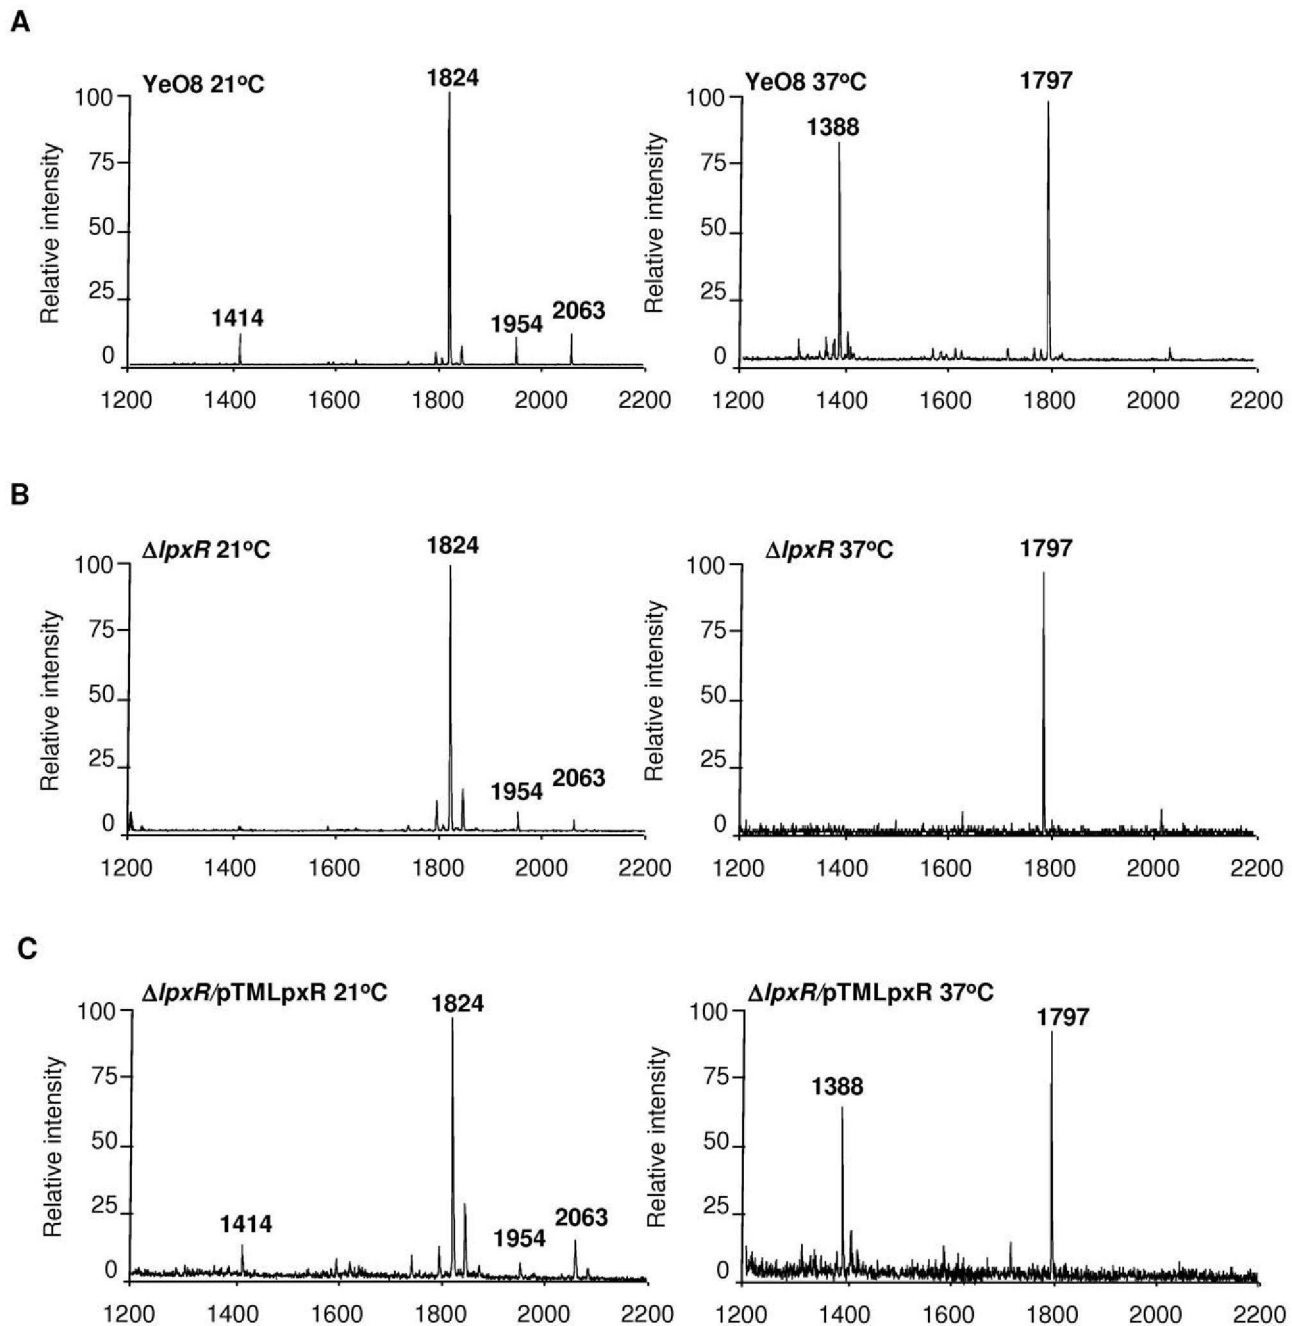 A
YeO8 21ºC
1824
100
75
50
25
0
Relative intensity
1414
1954
2063
1200 1400 1600 1800 2000 2200
YeO8 37ºC
1797
1388
100
75
50
25
0
Relative intensity
1200 1400 1600 1800 2000 2200
B
ΔlpxR 21ºC
1824
100
75
50
25
0
Relative intensity
1954
2063
1200 1400 1600 1800 2000 2200
ΔlpxR 37ºC
1797
100
75
50
25
0
Relative intensity
1200 1400 1600 1800 2000 2200
C
ΔlpxR/pTMLpxR 21ºC
1824
100
75
50
25
0
Relative intensity
1414
1954
2063
1200 1400 1600 1800 2000 2200
ΔlpxR/pTMLpxR 37ºC
1797
1388
100
75
50
25
0
Relative intensity
1200 1400 1600 1800 2000 2200